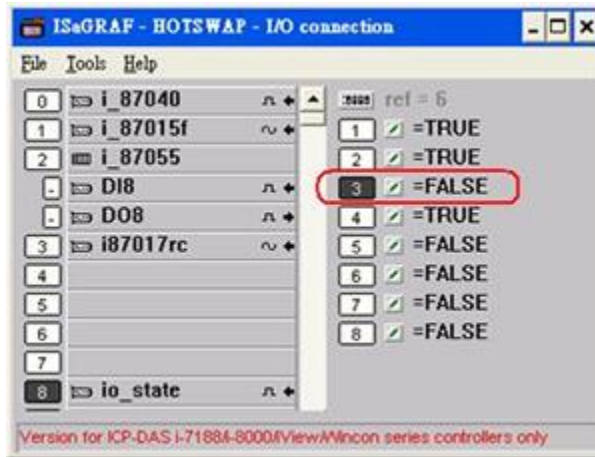 ISaGRAF - HOTSWAP - I/O connection
File Tools Help
0 i_87040
1 i_87015f
2 i_87055
- DI8
- DO8
3 i87017rc
4
5
6
7
8 io_state
ref = 6
1 =TRUE
2 =TRUE
3 =FALSE
4 =TRUE
5 =FALSE
6 =FALSE
7 =FALSE
8 =FALSE
Version for ICP-DAS i-7188/i-8000/iView/Wincon series controllers only